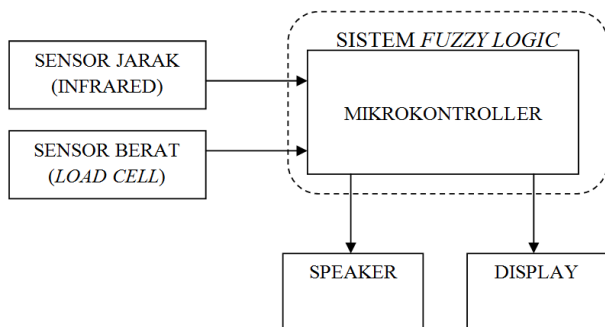 SENSOR JARAK
(INFRARED)
SISTEM FUZZY LOGIC
MIKROKONTROLLER
SENSOR BERAT
(LOAD CELL)
SPEAKER
DISPLAY